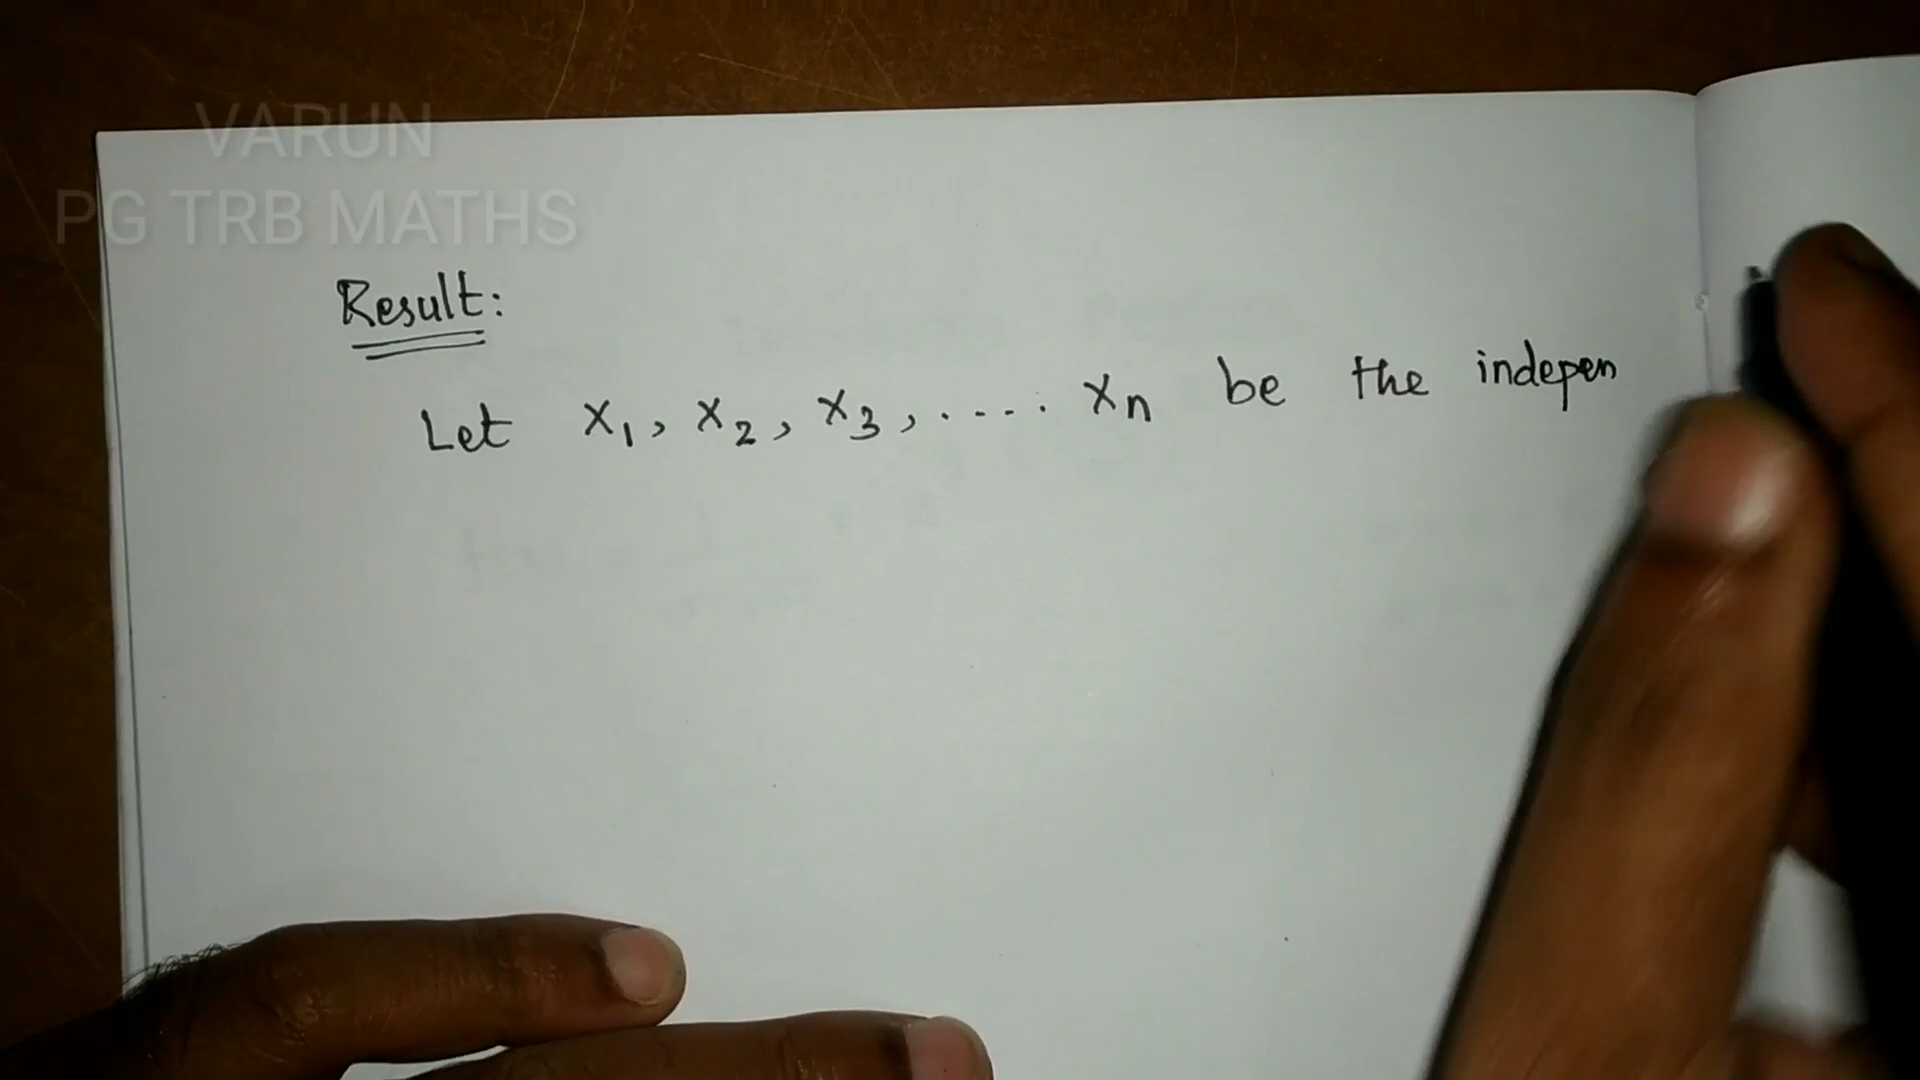 VARUN
PG TRB MATHS
Result:
Let x₁, x₂, x₃, ..... xₙ be the indepen